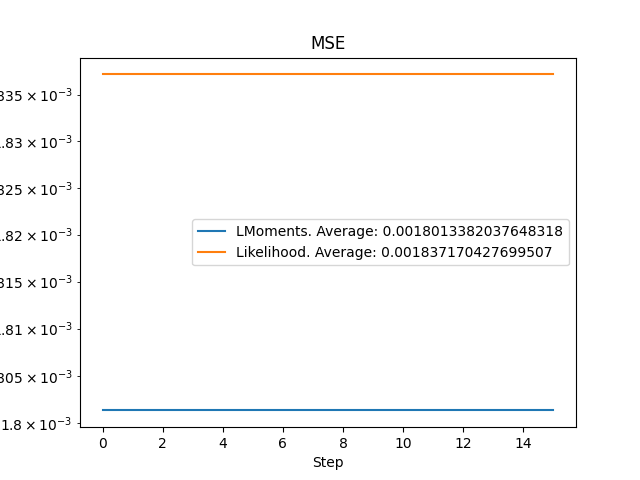 MSE
835 × 10⁻³
.83 × 10⁻³
825 × 10⁻³
.82 × 10⁻³
815 × 10⁻³
.81 × 10⁻³
805 × 10⁻³
1.8 × 10⁻³
LMoments. Average: 0.0018013382037648318
Likelihood. Average: 0.001837170427699507
0 2 4 6 8 10 12 14
Step